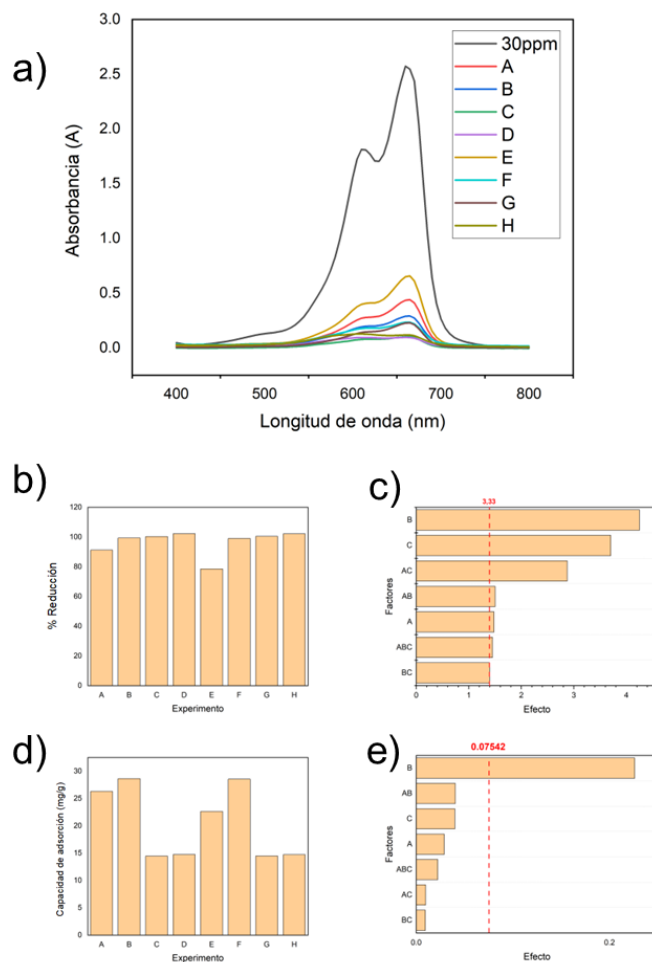 a)
30ppm
A
B
C
D
E
F
G
H
Absorbancia (A)
3.0
2.5
2.0
1.5
1.0
0.5
0.0
400 500 600 700 800
Longitud de onda (nm)
b)
% Reducción
120
100
80
60
40
20
0
A B C D E F G H
Experimento
c)
3,33
Factores
B
C
AC
AB
A
ABC
BC
0 2 4
Efecto
d)
Capacidad de adsorción (mg/g)
30
25
20
15
10
5
0
A B C D E F G H
Experimento
e)
0.07542
Factores
B
AB
C
A
ABC
AC
BC
0.0 0.2
Efecto